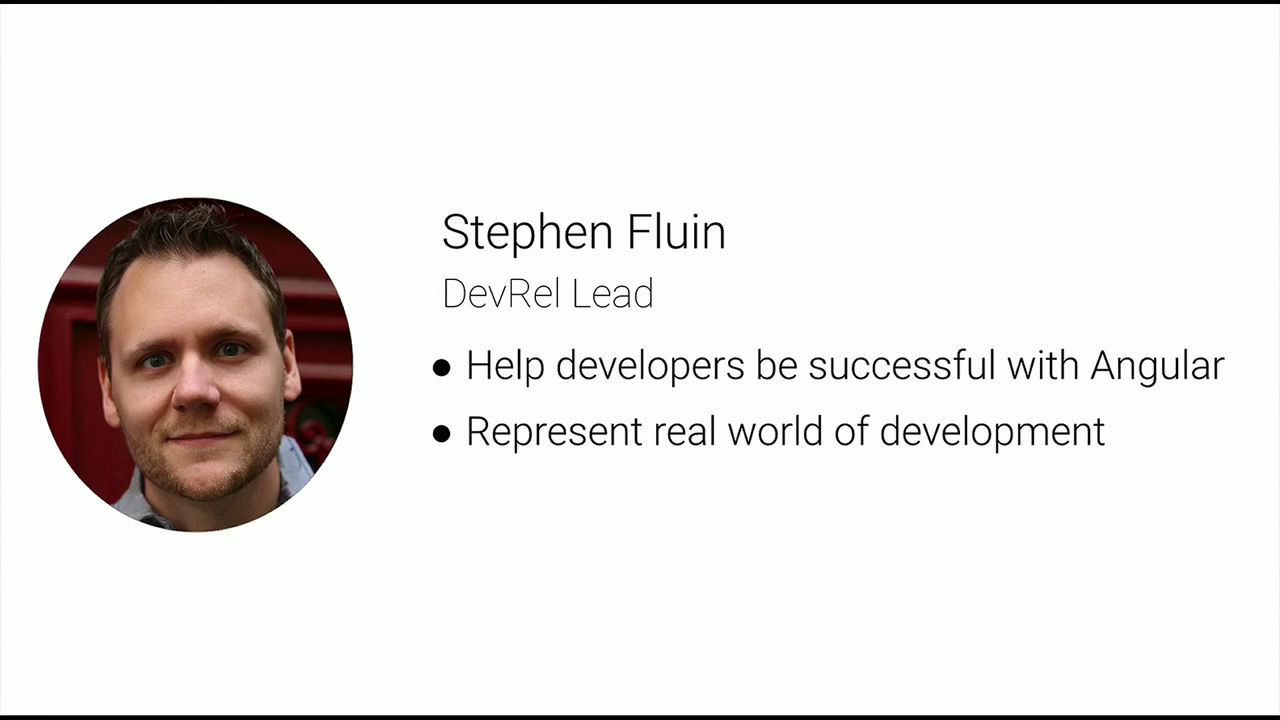 Stephen Fluin
DevRel Lead
● Help developers be successful with Angular
● Represent real world of development